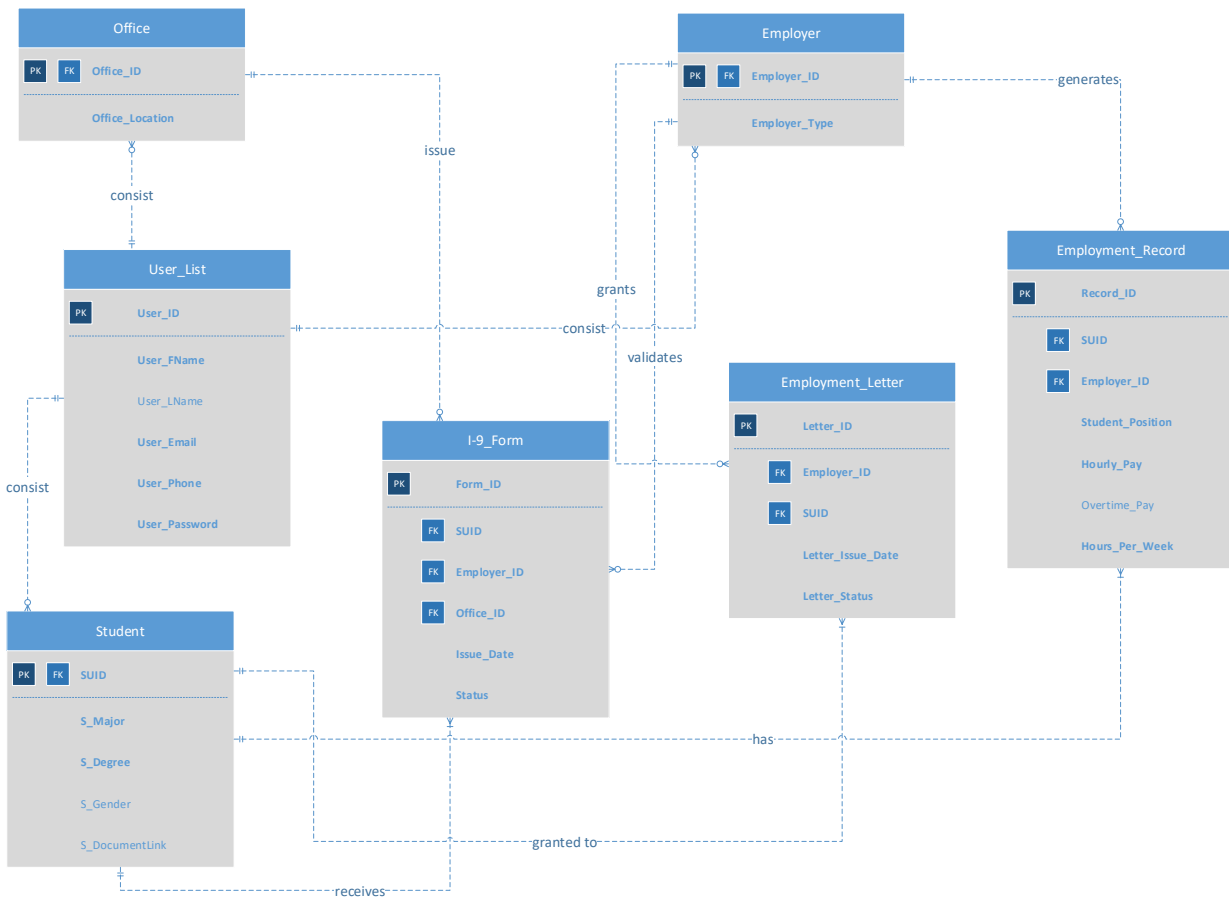 Office
PK FK Office_ID
Office_Location
Employer
PK FK Employer_ID
Employer_Type
generates
issue
consist
User_List
PK User_ID
User_FName
User_LName
User_Email
User_Phone
User_Password
grants
consist
validates
Employment_Record
PK Record_ID
FK SUID
FK Employer_ID
Student_Position
Hourly_Pay
Overtime_Pay
Hours_Per_Week
Employment_Letter
PK Letter_ID
FK Employer_ID
FK SUID
Letter_Issue_Date
Letter_Status
I-9_Form
PK Form_ID
FK SUID
FK Employer_ID
FK Office_ID
Issue_Date
Status
consist
Student
PK FK SUID
S_Major
S_Degree
S_Gender
S_DocumentLink
has
granted to
receives